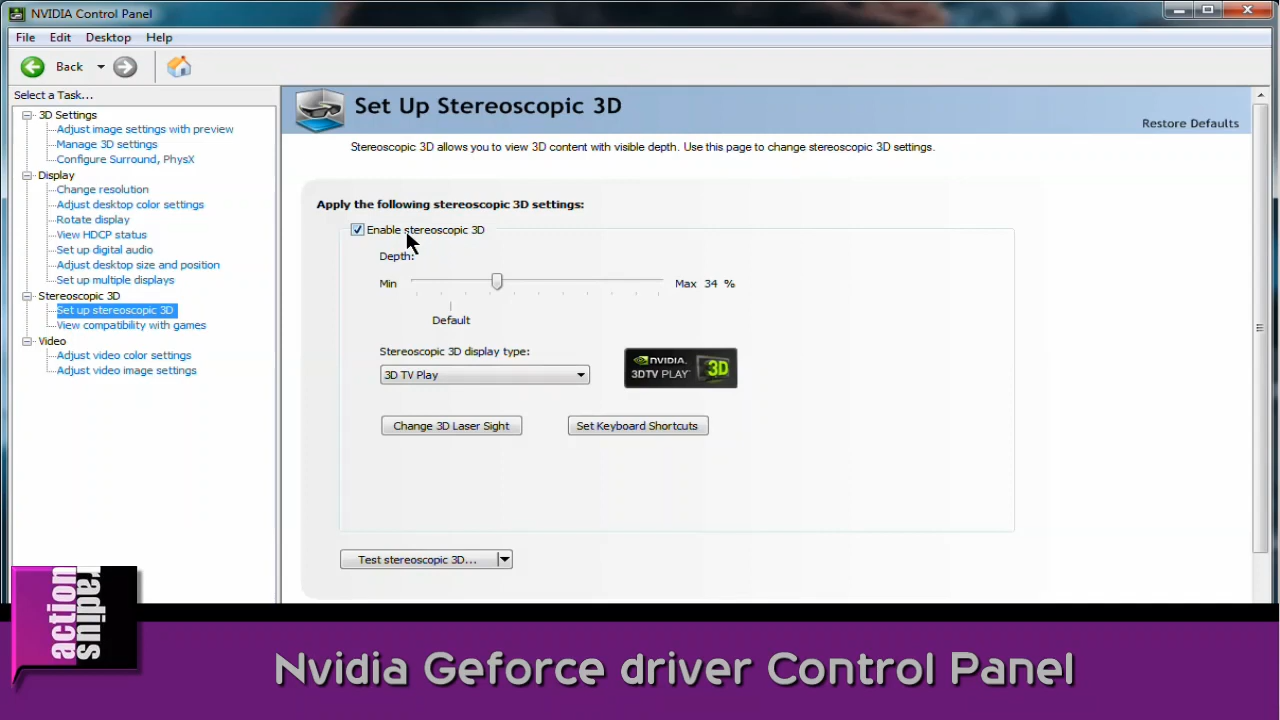 NVIDIA Control Panel
File Edit Desktop Help
Back
Select a Task...
3D Settings
Adjust image settings with preview
Manage 3D settings
Configure Surround, PhysX
Display
Change resolution
Adjust desktop color settings
Rotate display
View HDCP status
Set up digital audio
Adjust desktop size and position
Set up multiple displays
Stereoscopic 3D
Set up stereoscopic 3D
View compatibility with games
Video
Adjust video color settings
Adjust video image settings
Set Up Stereoscopic 3D
Restore Defaults
Stereoscopic 3D allows you to view 3D content with visible depth. Use this page to change stereoscopic 3D settings.
Apply the following stereoscopic 3D settings:
Enable stereoscopic 3D
Depth:
Min Max 34 %
Default
Stereoscopic 3D display type:
3D TV Play
NVIDIA.
3DTV PLAY 3D
Change 3D Laser Sight Set Keyboard Shortcuts
Test stereoscopic 3D...
action
sniper
Nvidia Geforce driver Control Panel